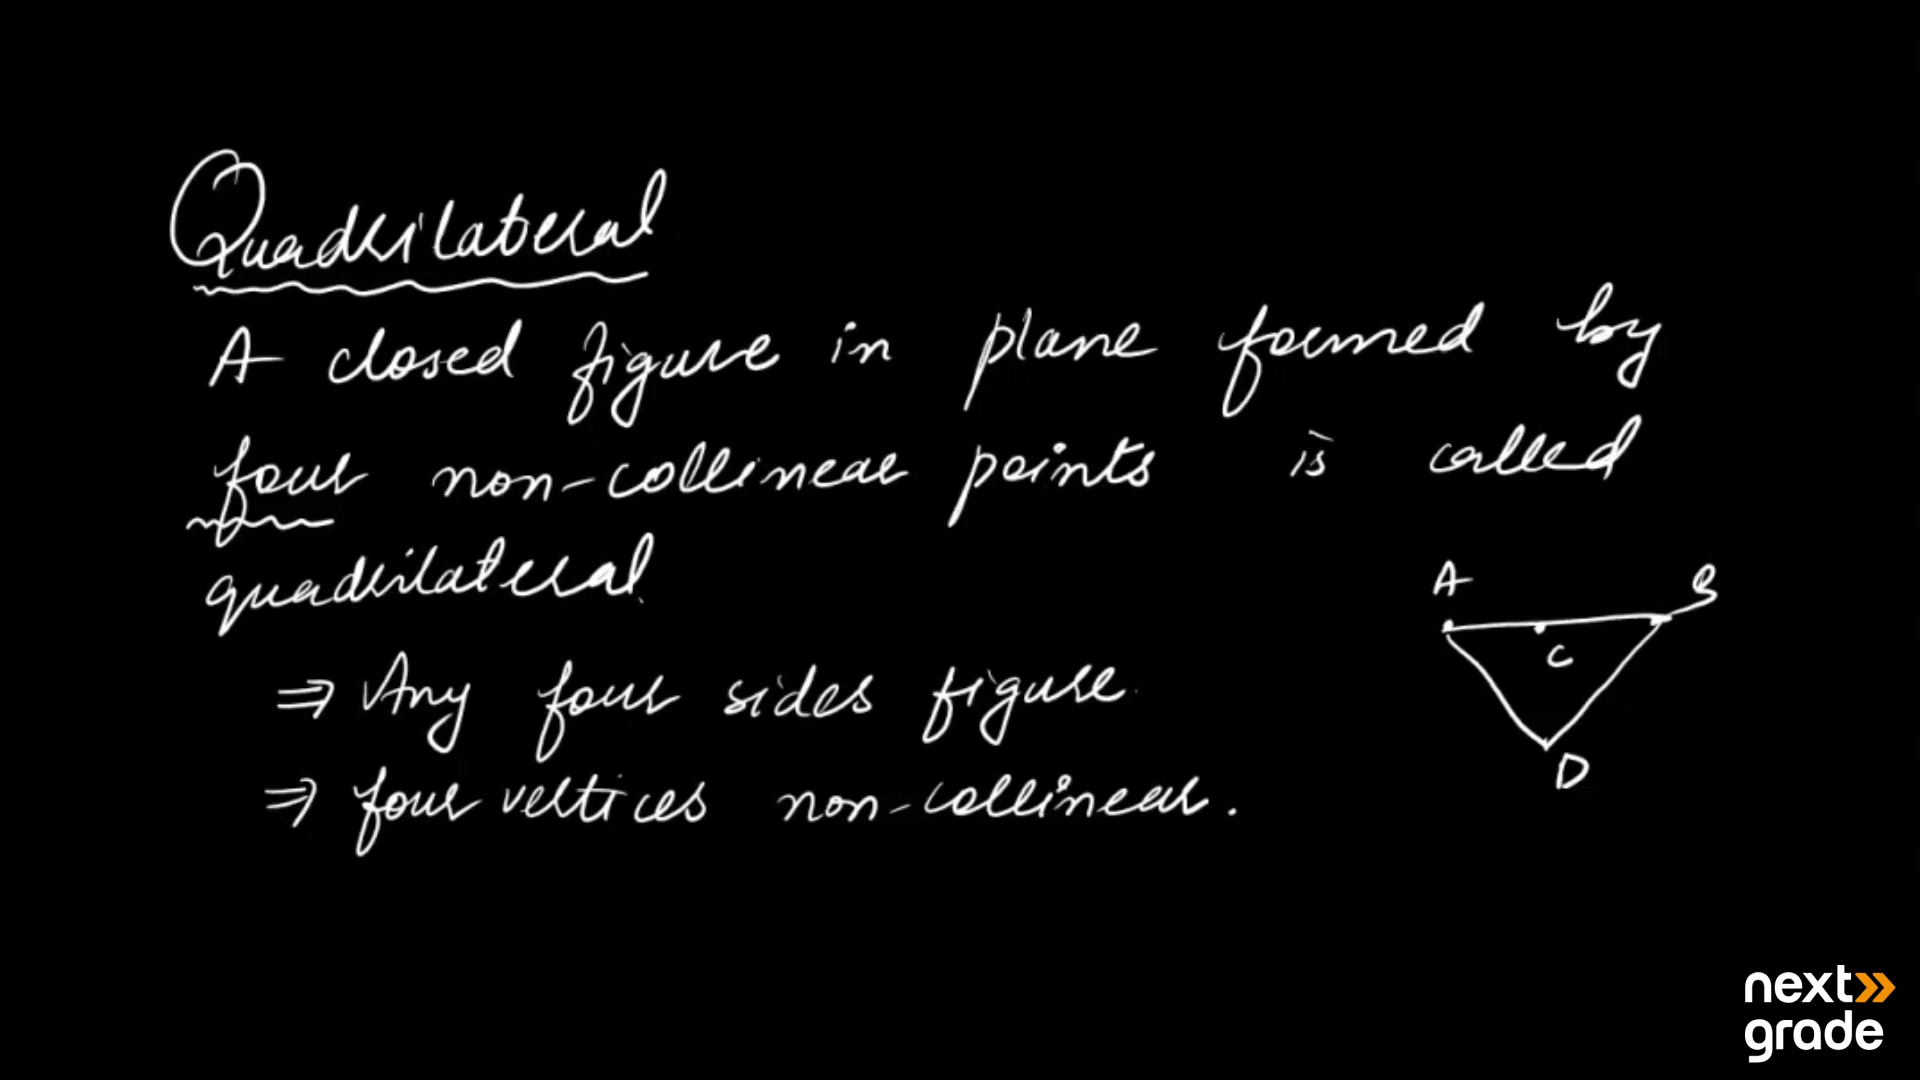 Quadrilateral
A closed figure in plane formed by
four non-collinear points is called
quadrilateral
⇒ Any four sides figure
⇒ four vertices non-collinear.
A B
C
D
next
grade